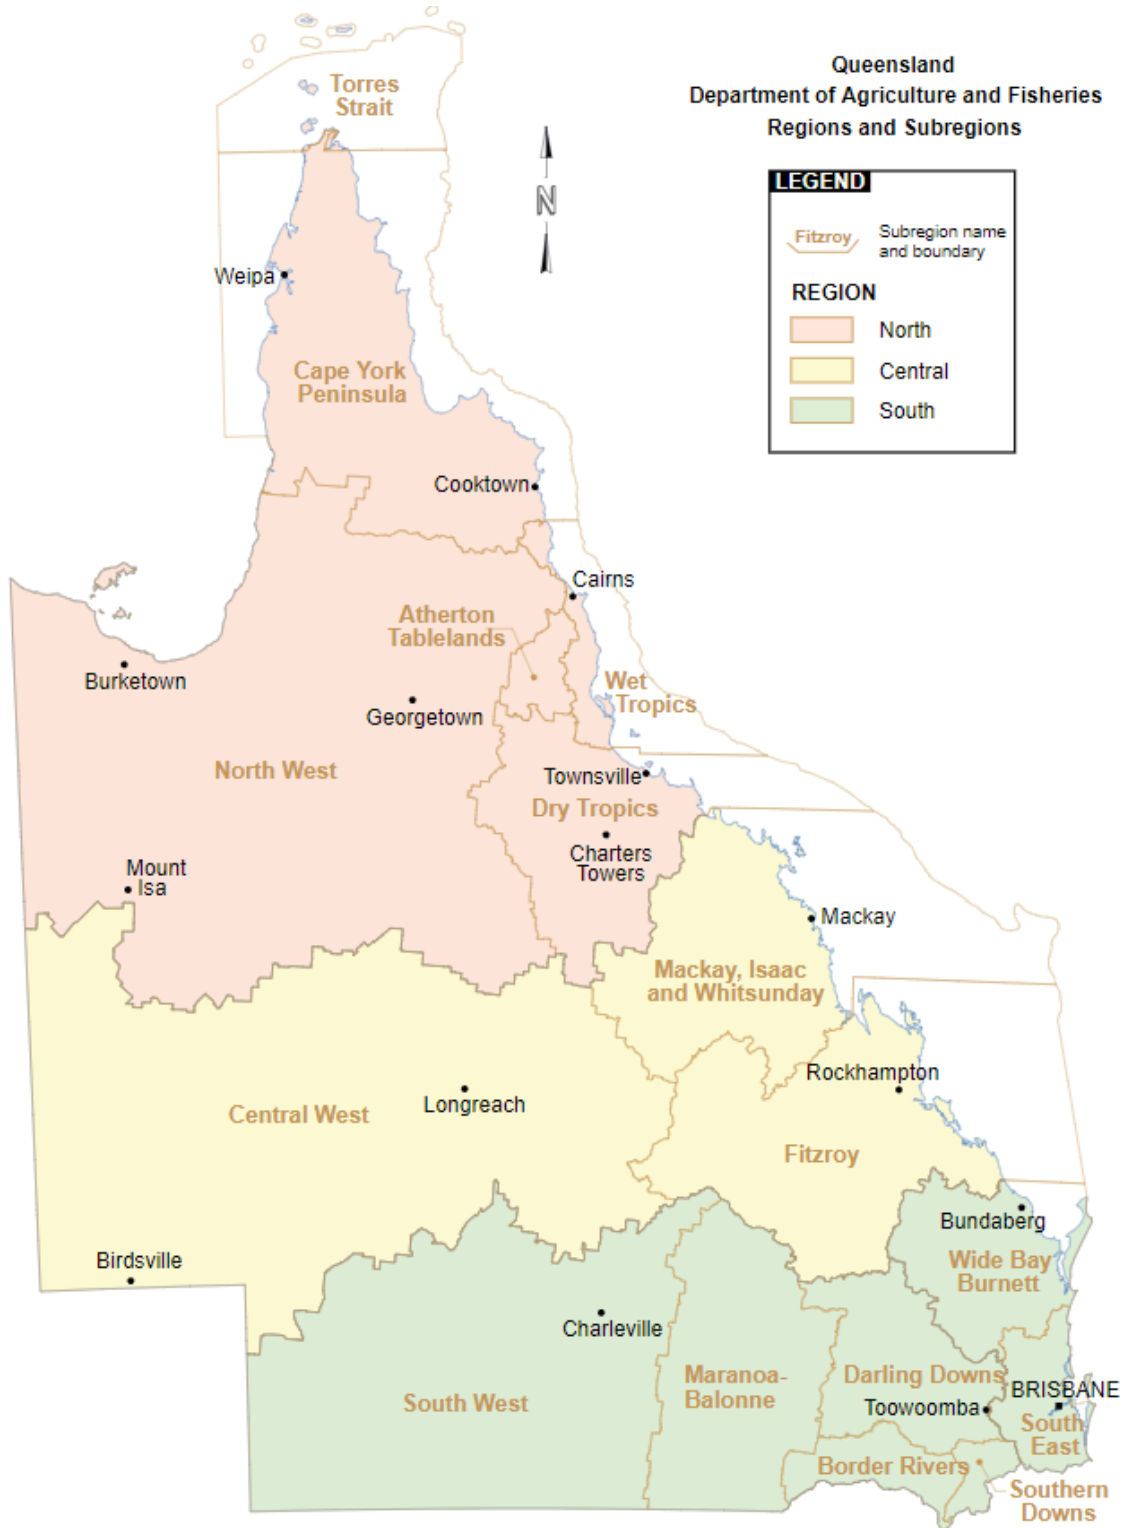 Queensland
Department of Agriculture and Fisheries
Regions and Subregions
LEGEND
Fitzroy
Subregion name
and boundary
REGION
North
Central
South
N
Torres
Strait
Weipa
Cape York
Peninsula
Cooktown
Cairns
Atherton
Tablelands
Burketown
Georgetown
Wet
Tropics
North West
Townsville
Dry Tropics
Charters
Towers
Mount
Isa
Mackay
Mackay, Isaac
and Whitsunday
Rockhampton
Longreach
Central West
Fitzroy
Bundaberg
Birdsville
Wide Bay
Burnett
Charleville
South West
Maranoa-
Balonne
Darling Downs
BRISBANE
Toowoomba
South
East
Border Rivers
Southern
Downs